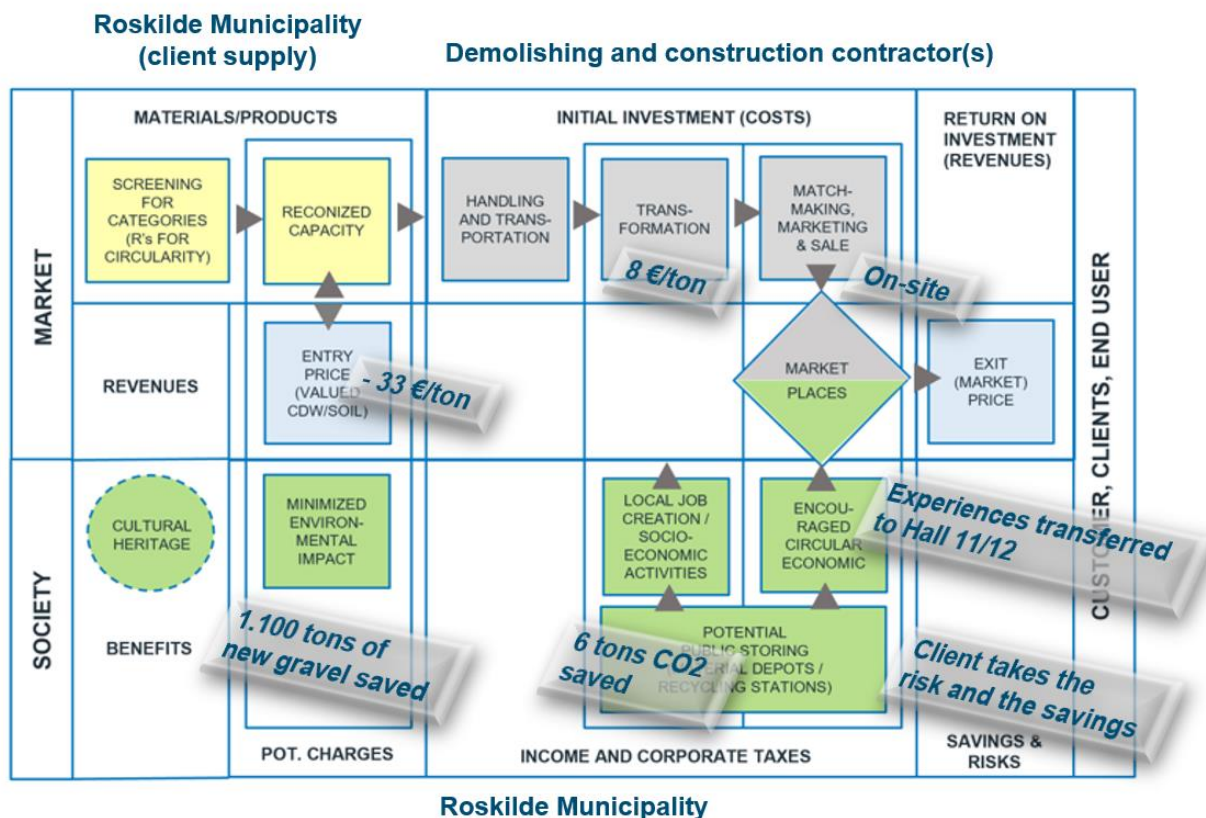 Roskilde Municipality
(client supply)
Demolishing and construction contractor(s)
MATERIALS/PRODUCTS
INITIAL INVESTMENT (COSTS)
RETURN ON
INVESTMENT
(REVENUES)
MARKET
SCREENING
FOR
CATEGORIES
(R's FOR
CIRCULARITY)
RECONIZED
CAPACITY
HANDLING
AND TRANS-
PORTATION
TRANS-
FORMATION
8 €/ton
MATCH-
MAKING,
MARKETING
& SALE
On-site
REVENUES
ENTRY
PRICE
(VALUED
CDW/SOIL)
- 33 €/ton
MARKET
PLACES
EXIT
(MARKET)
PRICE
CUSTOMER, CLIENTS, END USER
SOCIETY
CULTURAL
HERITAGE
MINIMIZED
ENVIRON-
MENTAL
IMPACT
LOCAL JOB
CREATION /
SOCIO-
ECONOMIC
ACTIVITIES
ENCOU-
RAGED
CIRCULAR
ECONOMIC
Experiences transferred
to Hall 11/12
BENEFITS
1.100 tons of
new gravel saved
6 tons CO2
saved
POTENTIAL
PUBLIC STORING
DEPOTS /
RECYCLING STATIONS)
Client takes the
risk and the savings
POT. CHARGES
INCOME AND CORPORATE TAXES
SAVINGS &
RISKS
Roskilde Municipality